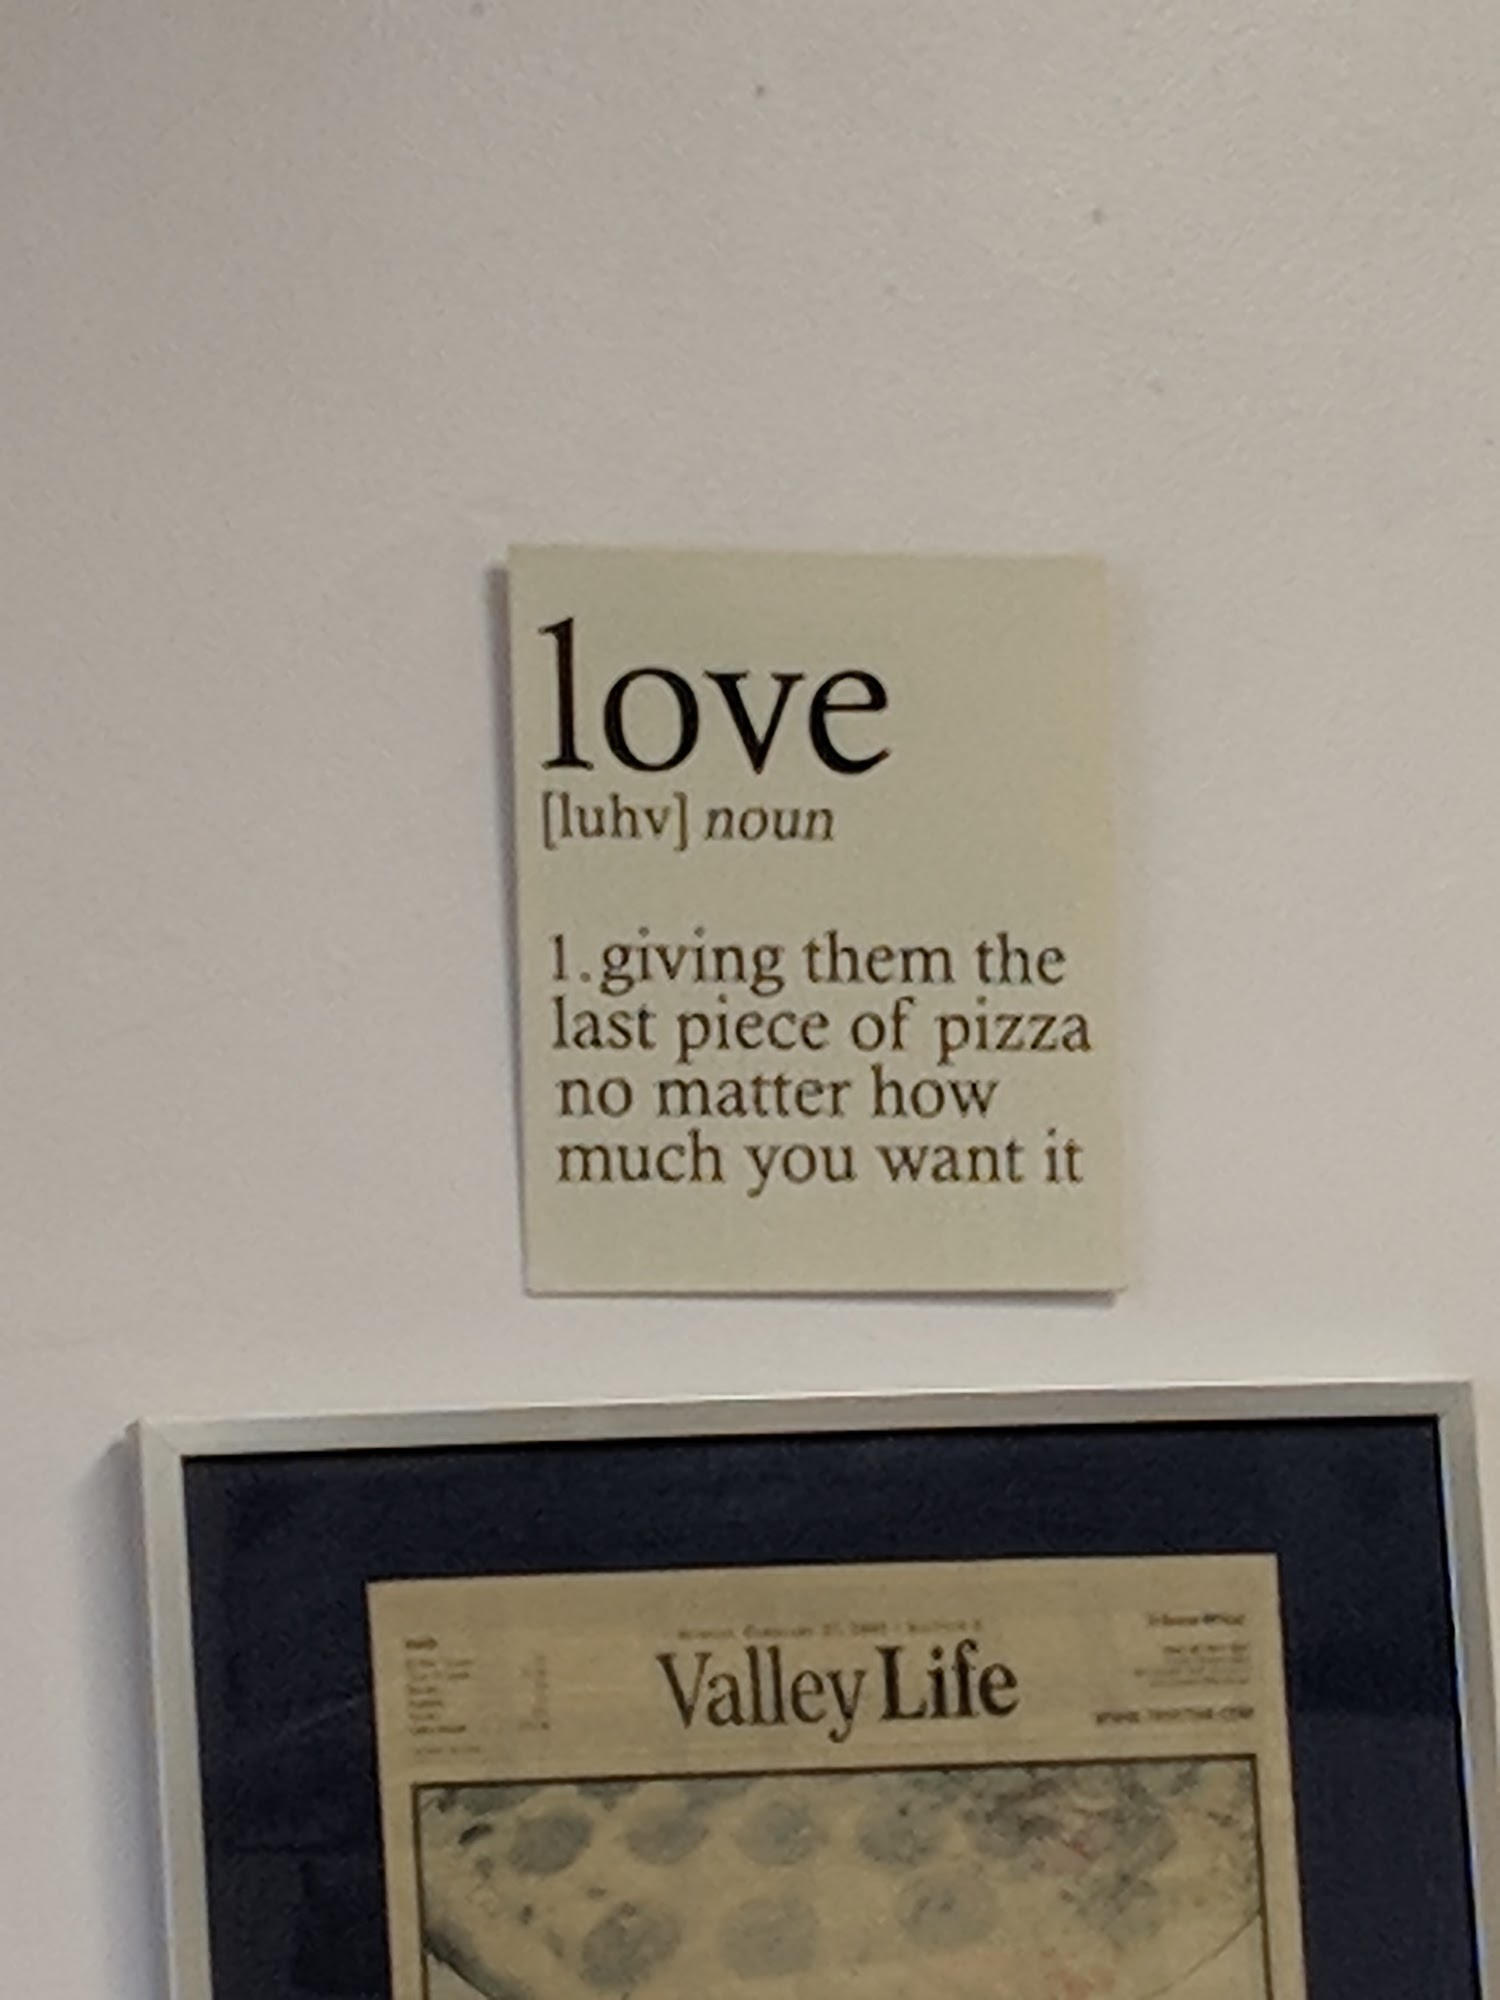 love
[luhv] noun
1. giving them the
last piece of pizza
no matter how
much you want it
Valley Life